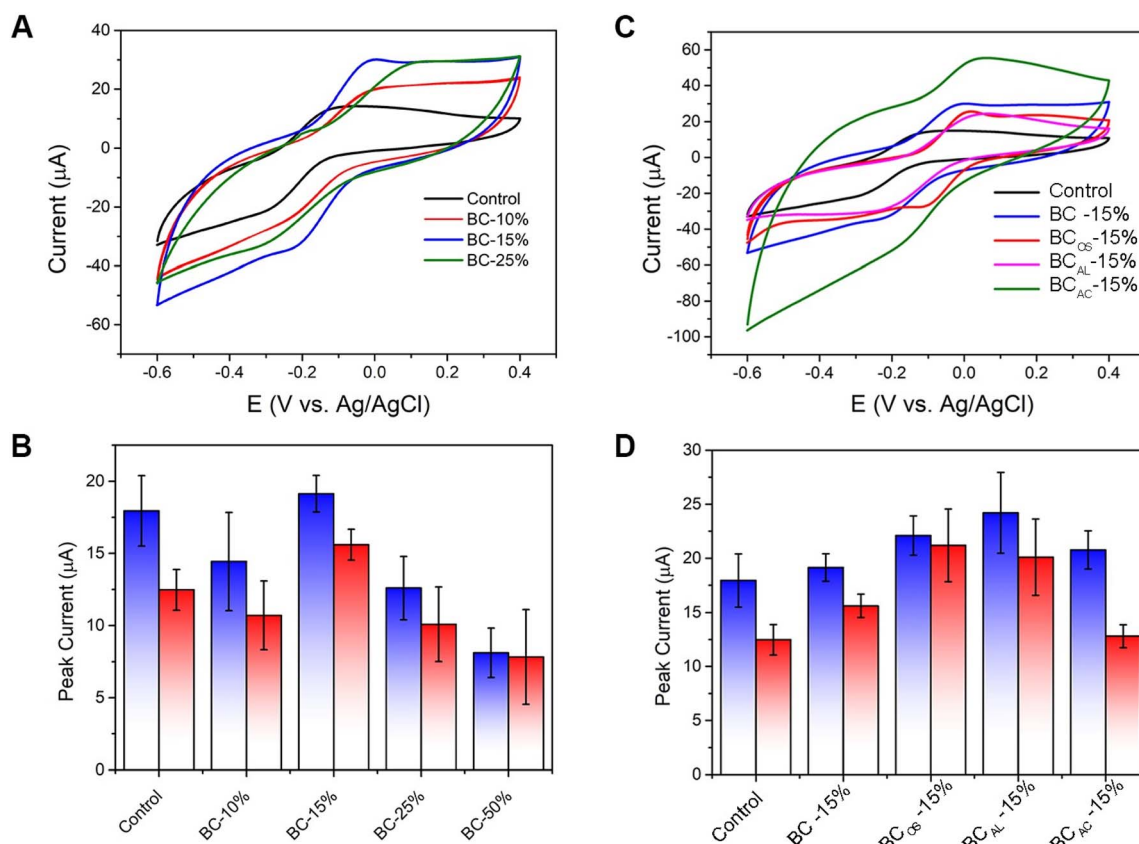 A
Current (μA)
40
20
0
-20
-40
-60
-0.6
-0.4
-0.2
0.0
0.2
0.4
E (V vs. Ag/AgCl)
Control
BC-10%
BC-15%
BC-25%
C
Current (μA)
60
40
20
0
-20
-40
-60
-80
-100
-0.6
-0.4
-0.2
0.0
0.2
0.4
E (V vs. Ag/AgCl)
Control
BC -15%
BCOS-15%
BCAL-15%
BCAC-15%
B
Peak Current (μA)
20
15
10
5
0
Control
BC-10%
BC-15%
BC-25%
BC-50%
D
Peak Current (μA)
30
25
20
15
10
5
0
Control
BC -15%
BCOS -15%
BCAL -15%
BCAC -15%